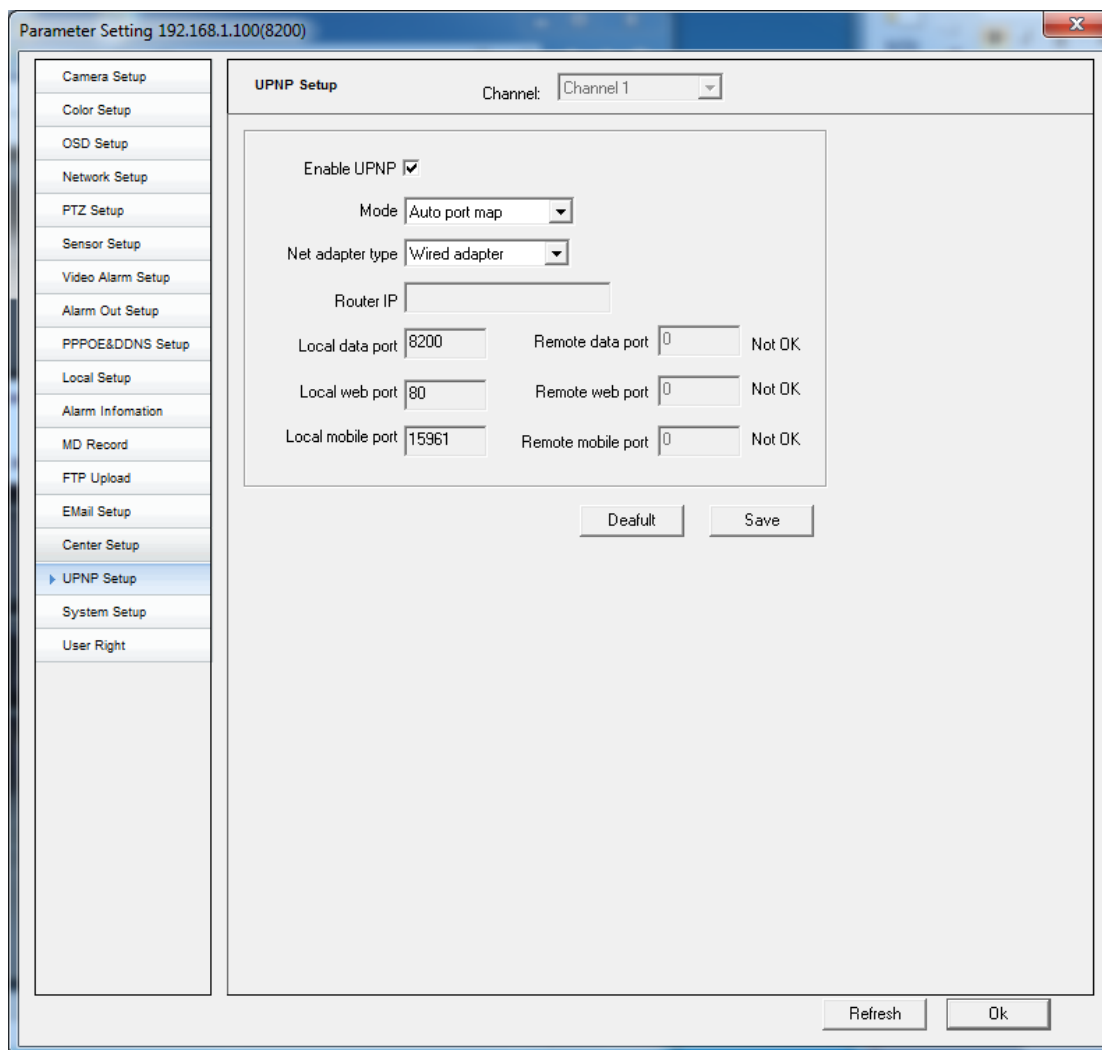 Parameter Setting 192.168.1.100(8200)
Camera Setup
Color Setup
OSD Setup
Network Setup
PTZ Setup
Sensor Setup
Video Alarm Setup
Alarm Out Setup
PPPOE&DDNS Setup
Local Setup
Alarm Infomation
MD Record
FTP Upload
EMail Setup
Center Setup
UPNP Setup
System Setup
User Right
UPNP Setup
Channel: Channel 1
Enable UPNP
Mode Auto port map
Net adapter type Wired adapter
Router IP
Local data port 8200 Remote data port 0 Not OK
Local web port 80 Remote web port 0 Not OK
Local mobile port 15961 Remote mobile port 0 Not OK
Deafult Save
Refresh Ok